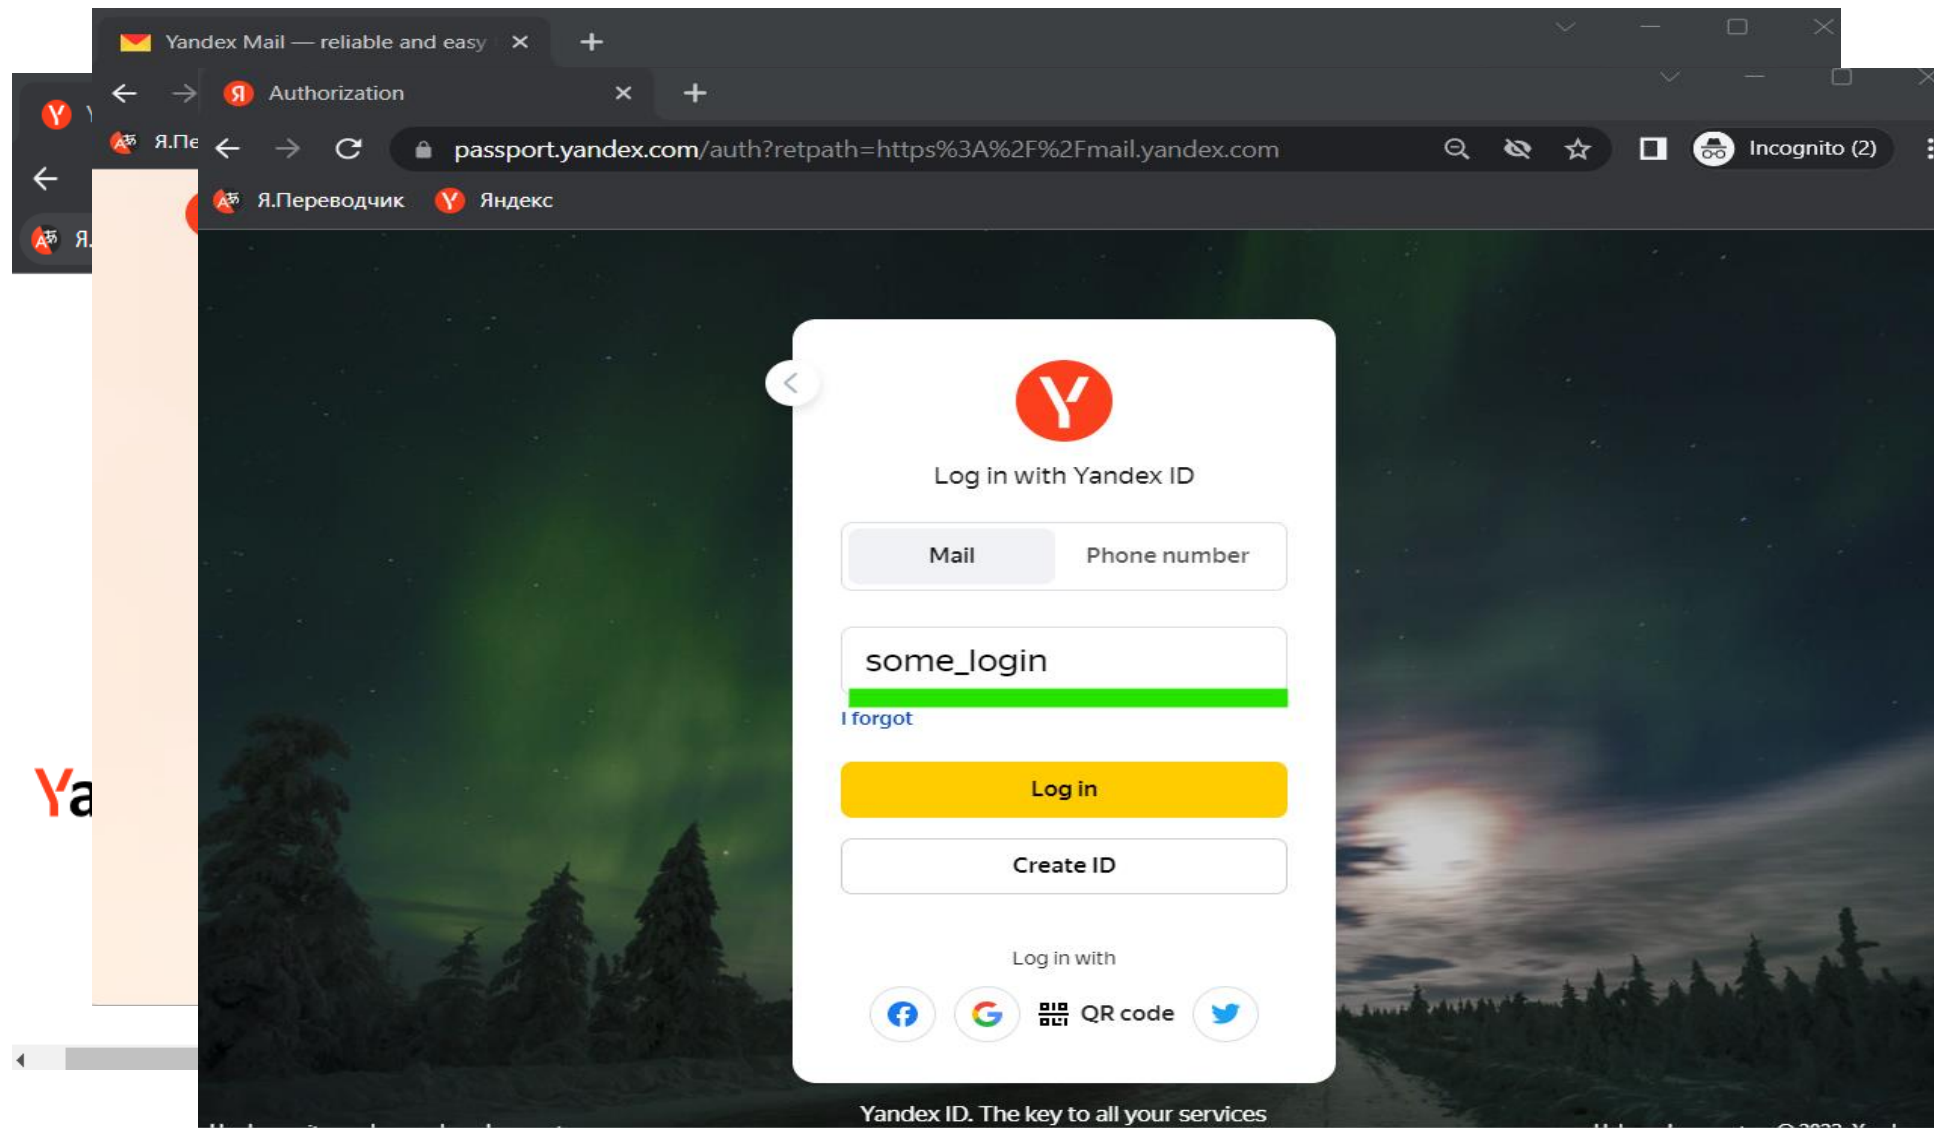 Yandex Mail — reliable and easy
Authorization
Я.Пе
passport.yandex.com/auth?retpath=https%3A%2F%2Fmail.yandex.com
Incognito (2)
Я.Переводчик
Яндекс
Я.
Log in with Yandex ID
Mail
Phone number
some_login
I forgot
Ya
Log in
Create ID
Log in with
QR code
Yandex ID. The key to all your services